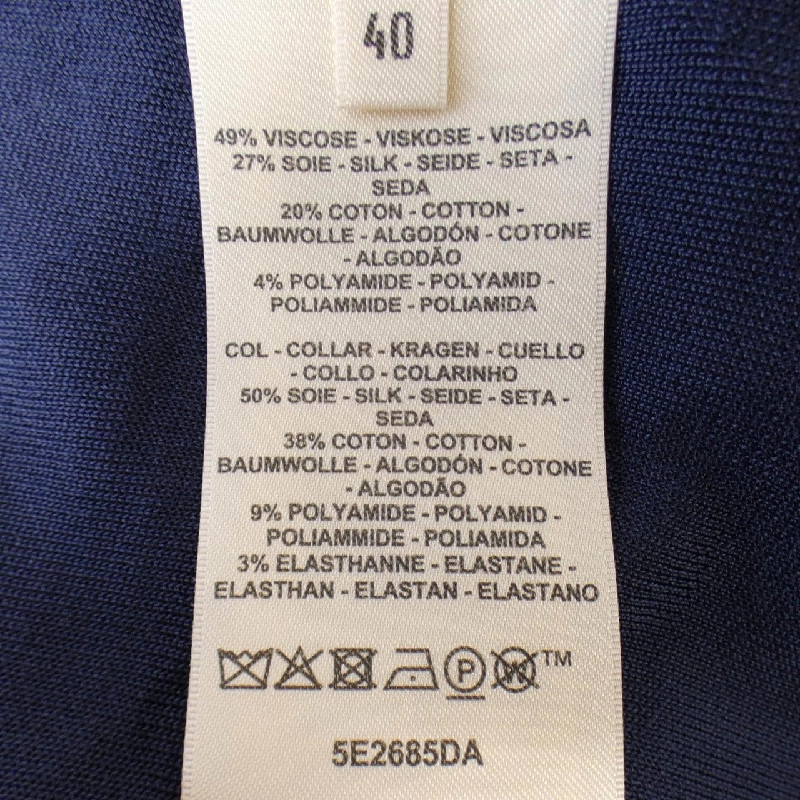 40
49% VISCOSE - VISKOSE - VISCOSA
27% SOIE - SILK - SEIDE - SETA -
SEDA
20% COTON - COTTON -
BAUMWOLLE - ALGODÓN - COTONE
- ALGODÃO
4% POLYAMIDE - POLYAMID -
POLIAMMIDE - POLIAMIDA
COL - COLLAR - KRAGEN - CUELLO
- COLLO - COLARINHO
50% SOIE - SILK - SEIDE - SETA -
SEDA
38% COTON - COTTON -
BAUMWOLLE - ALGODÓN - COTONE
- ALGODÃO
9% POLYAMIDE - POLYAMID -
POLIAMMIDE - POLIAMIDA
3% ELASTHANNE - ELASTANE -
ELASTHAN - ELASTAN - ELASTANO
P W TM
5E2685DA